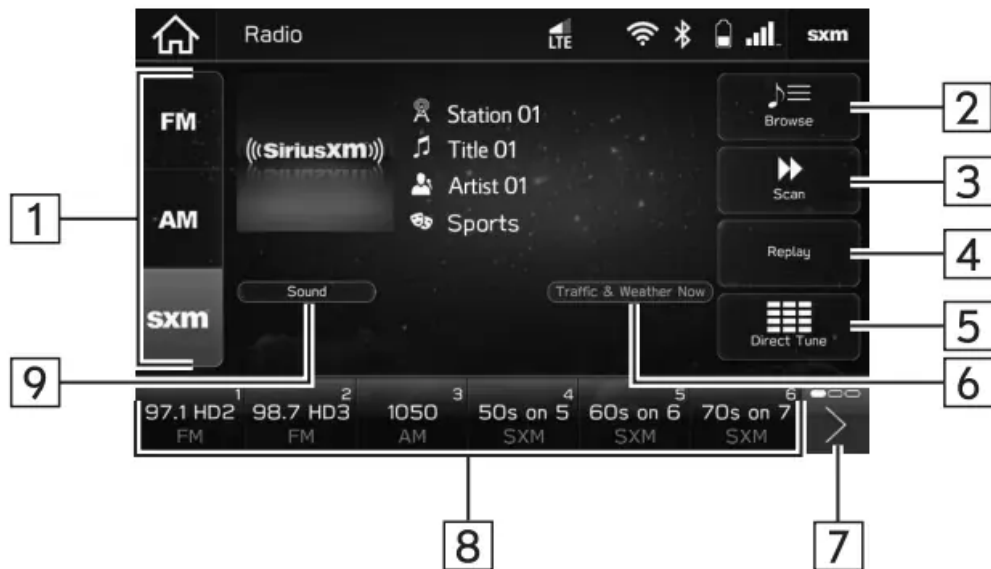 Radio
LTE
sxm
1
FM
AM
sxm
((SiriusXM))
Station 01
Title 01
Artist 01
Sports
Sound
Traffic & Weather Now
Browse
2
Scan
3
Replay
4
Direct Tune
5
6
9
1
97.1 HD2
FM
2
98.7 HD3
FM
3
1050
AM
4
50s on 5
SXM
5
60s on 6
SXM
6
70s on 7
SXM
8
7